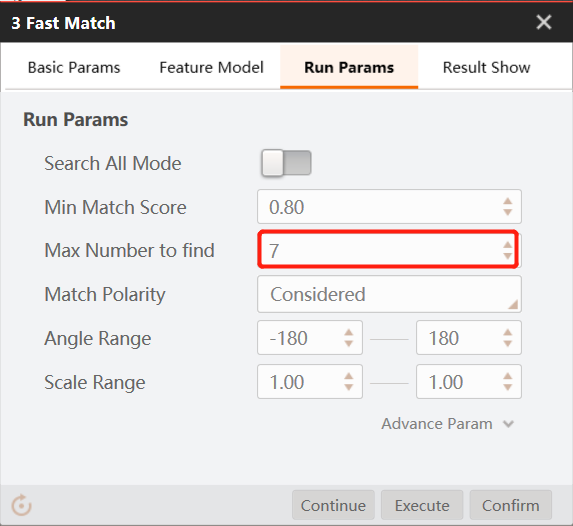 3 Fast Match
Basic Params Feature Model Run Params Result Show
Run Params
Search All Mode
Min Match Score 0.80
Max Number to find 7
Match Polarity Considered
Angle Range -180 180
Scale Range 1.00 1.00
Advance Param
Continue Execute Confirm